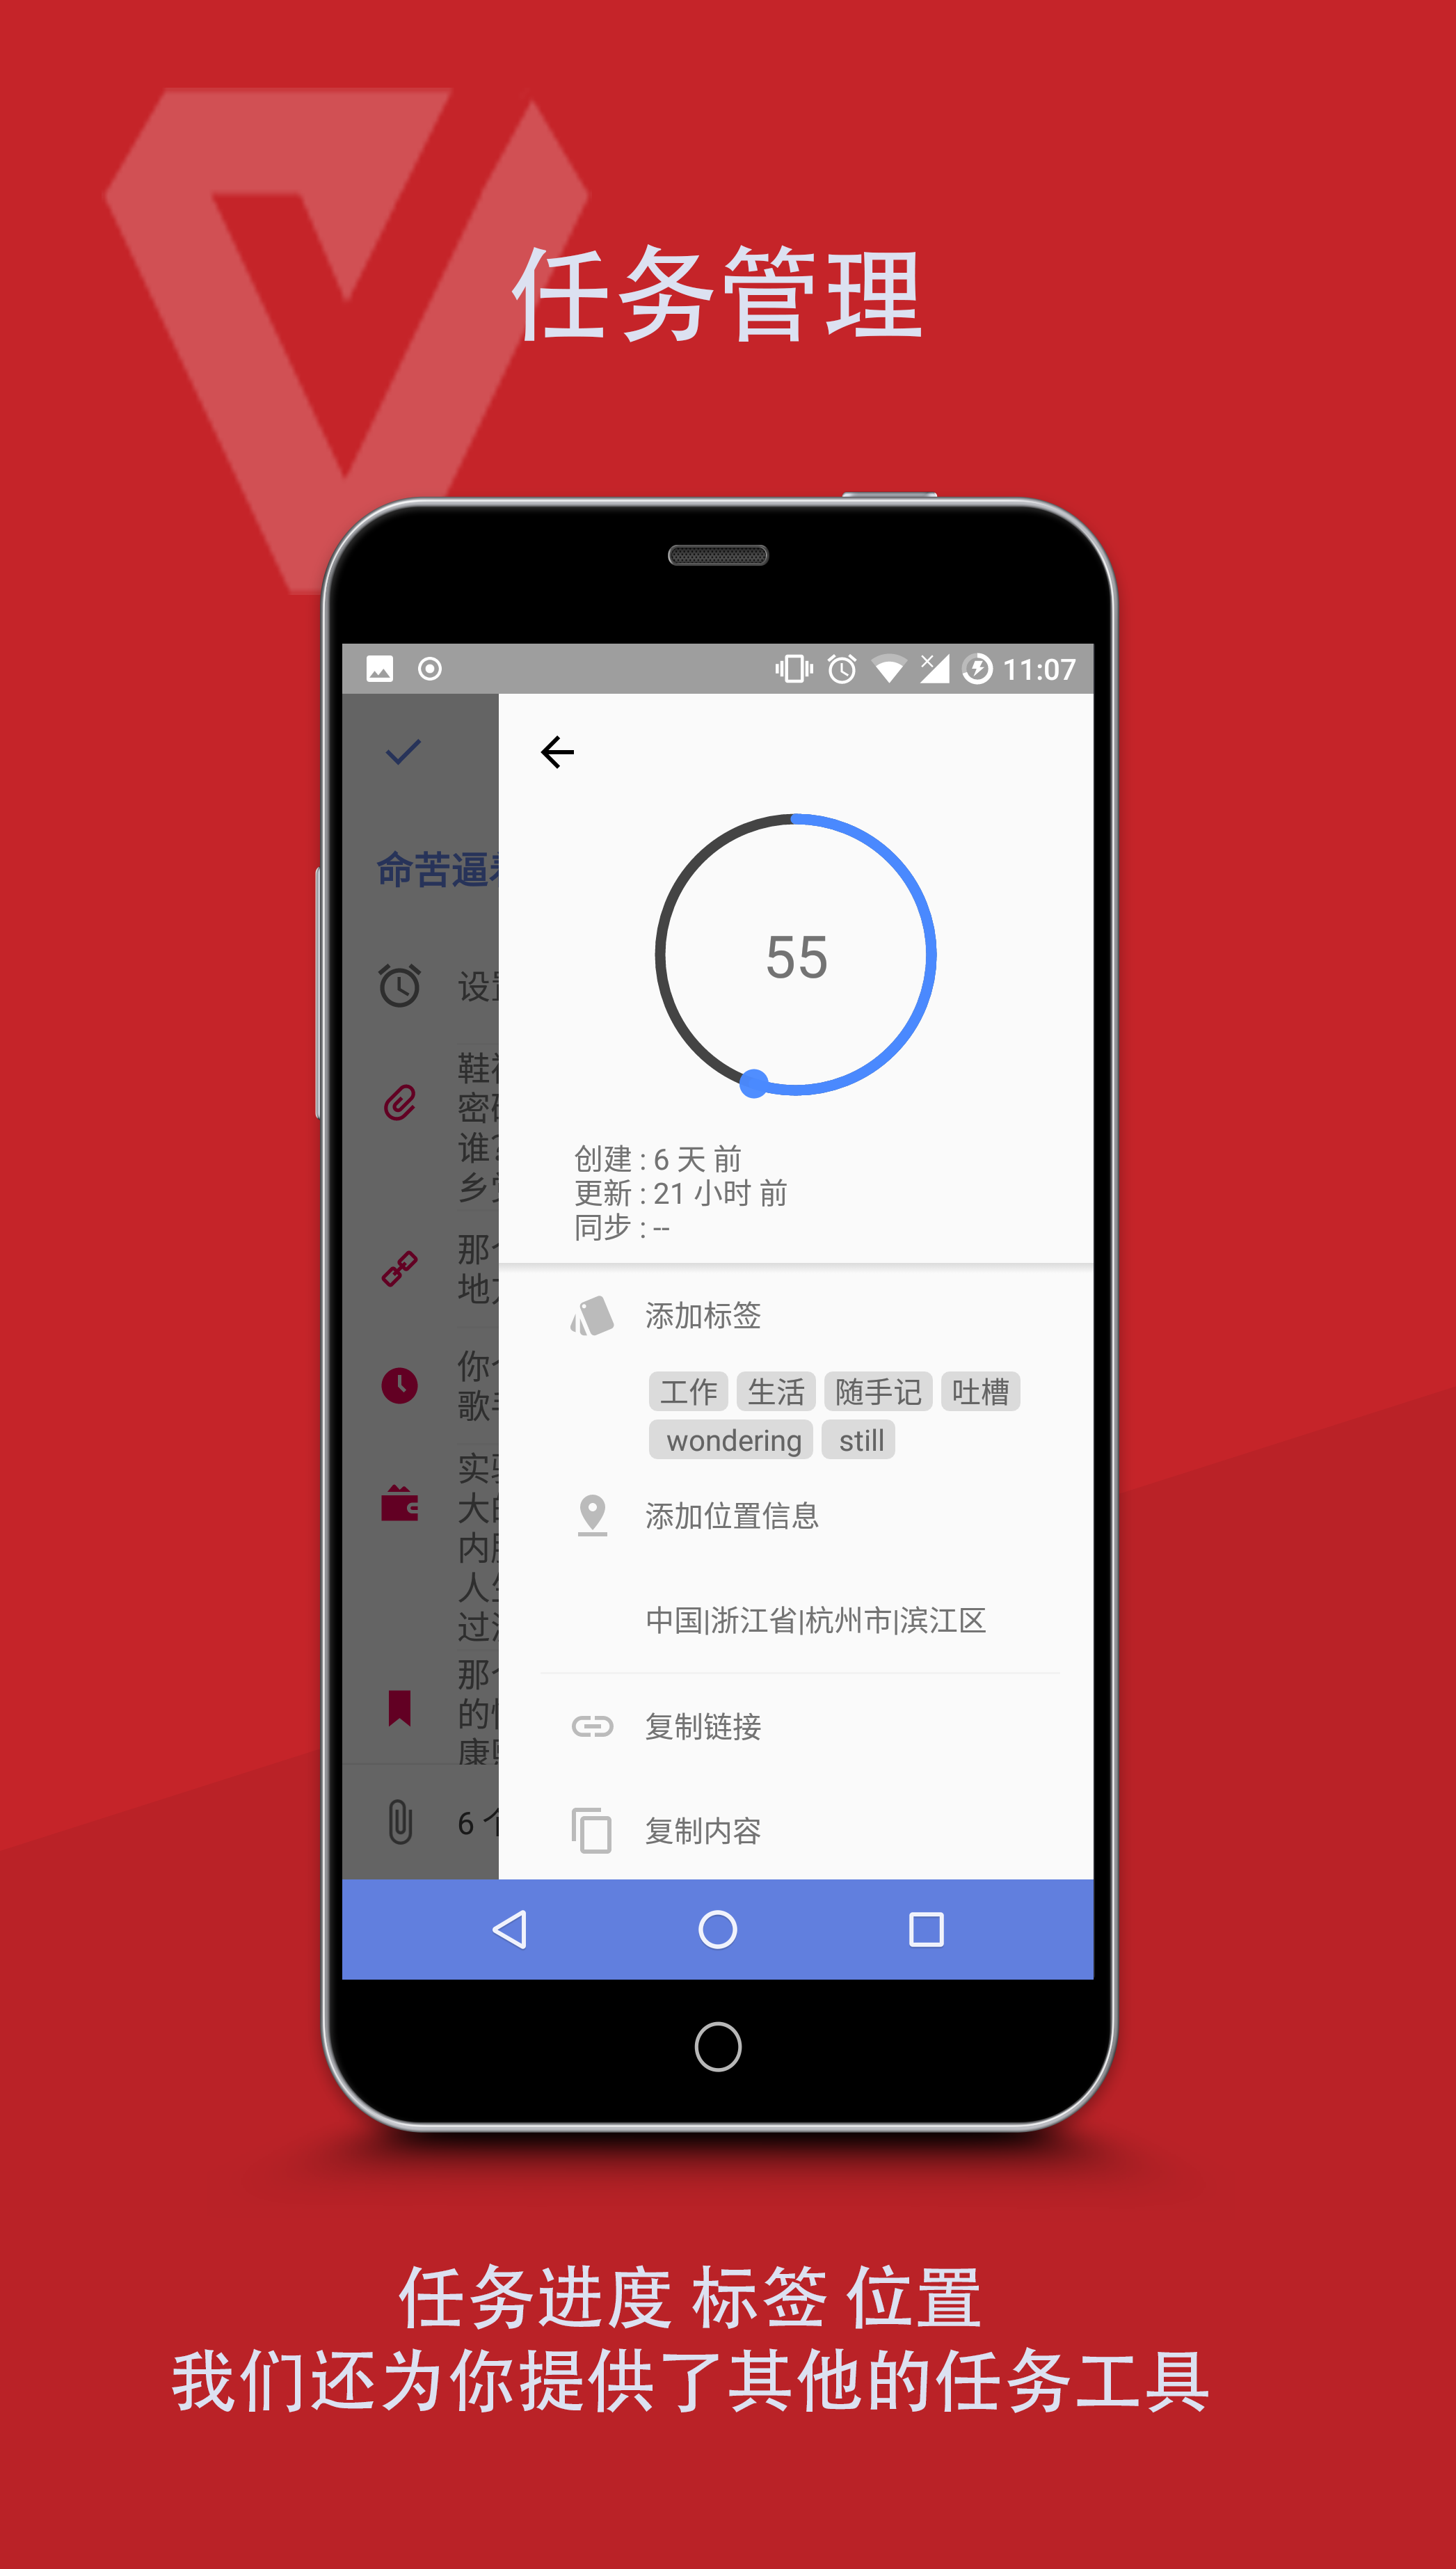 任务管理
11:07
命苦逼
设
鞋
密
谁?
乡
那
地
你
歌
实
大
内
人
过
那
的
康
6 个
55
创建 : 6 天 前
更新 : 21 小时 前
同步 : --
添加标签
工作 生活 随手记 吐槽
wondering still
添加位置信息
中国|浙江省|杭州市|滨江区
复制链接
复制内容
任务进度 标签 位置
我们还为你提供了其他的任务工具